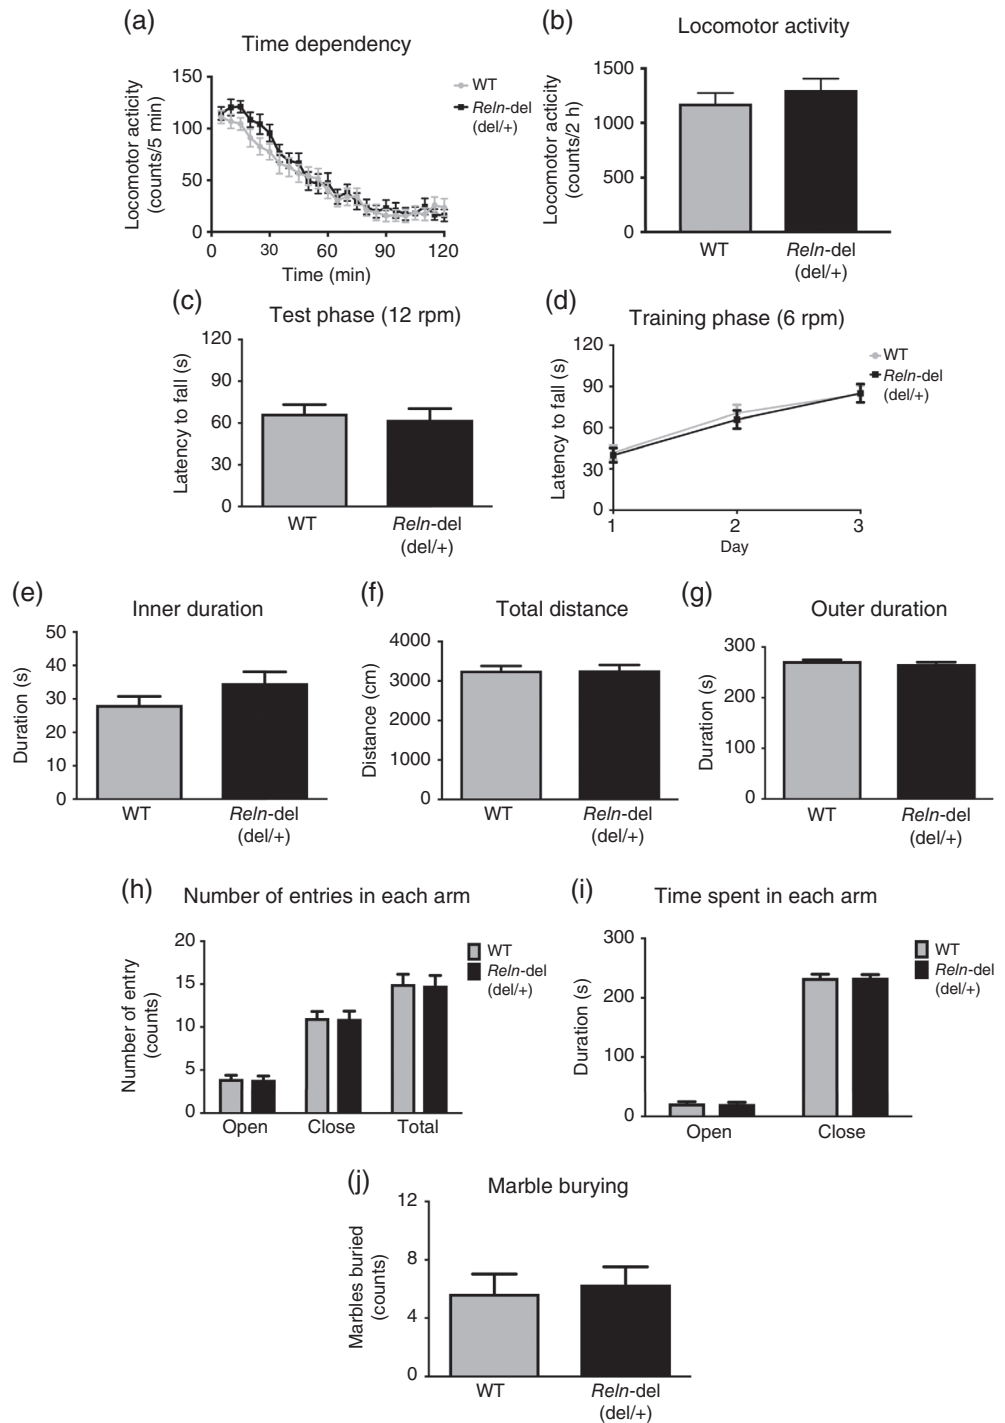 (a)
Time dependency
Locomotor acticity
(counts/5 min)
150
100
50
0
0
30
60
90
120
Time (min)
WT
Reln-del
(del/+)
(b)
Locomotor activity
Locomotor activity
(counts/2 h)
1500
1000
500
0
WT
Reln-del
(del/+)
(c)
Test phase (12 rpm)
Latency to fall (s)
120
90
60
30
0
WT
Reln-del
(del/+)
(d)
Training phase (6 rpm)
Latency to fall (s)
120
90
60
30
0
1
2
3
Day
WT
Reln-del
(del/+)
(e)
Inner duration
Duration (s)
50
40
30
20
10
0
WT
Reln-del
(del/+)
(f)
Total distance
Distance (cm)
4000
3000
2000
1000
0
WT
Reln-del
(del/+)
(g)
Outer duration
Duration (s)
300
200
100
0
WT
Reln-del
(del/+)
(h)
Number of entries in each arm
Number of entry
(counts)
20
15
10
5
0
Open
Close
Total
WT
Reln-del
(del/+)
(i)
Time spent in each arm
Duration (s)
300
200
100
0
Open
Close
WT
Reln-del
(del/+)
(j)
Marble burying
Marbles buried
(counts)
12
8
4
0
WT
Reln-del
(del/+)